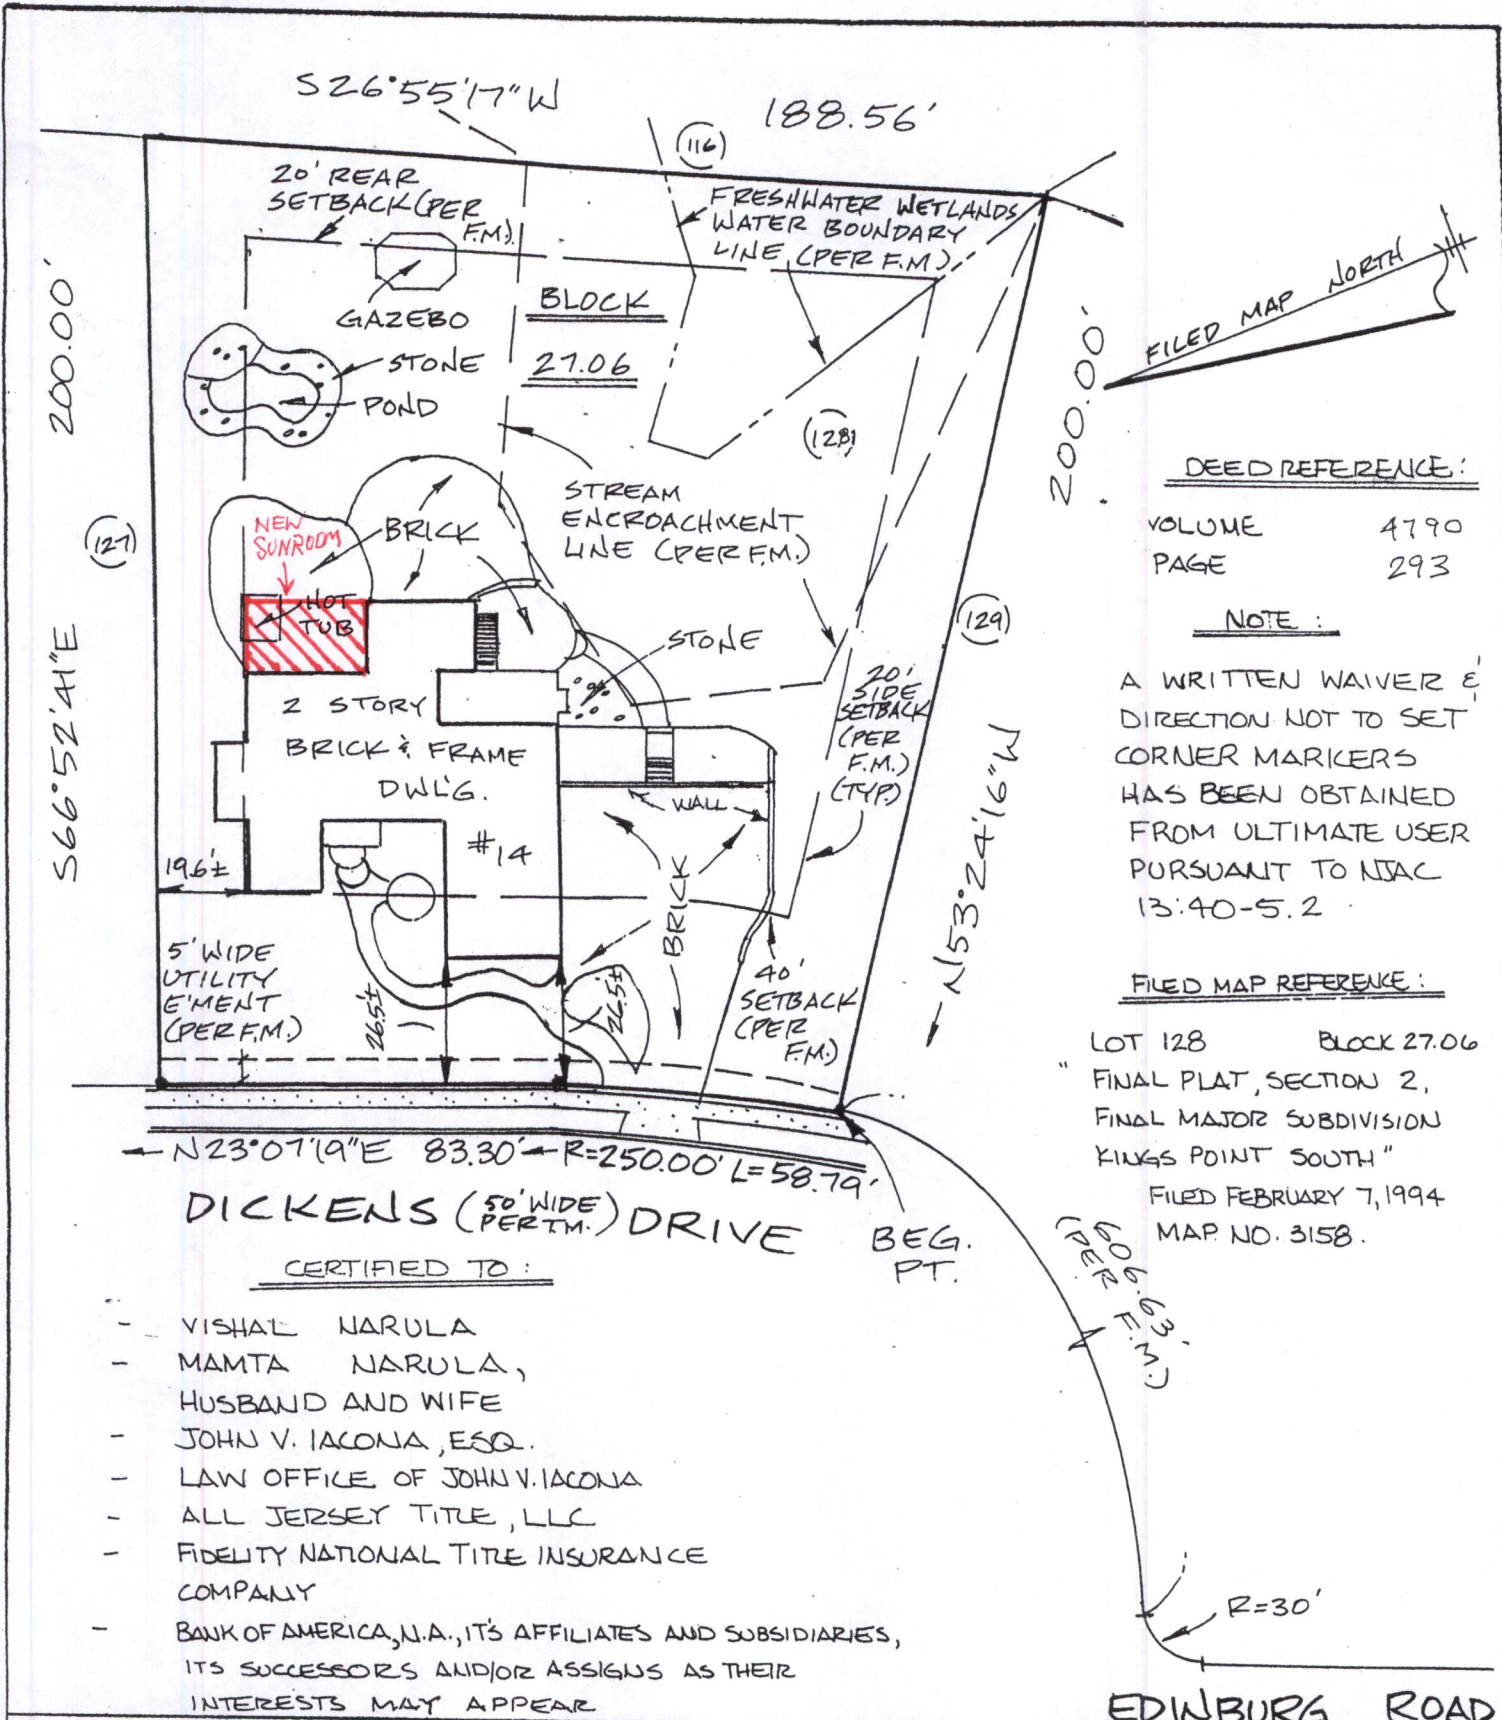 S26°55'17"W
188.56'
(116)
20' REAR
SETBACK (PER
F.M.)
FRESHWATER WETLANDS
WATER BOUNDARY
LINE (PER F.M.)
GAZEBO
BLOCK
27.06
STONE
POND
200.00'
S66°52'41"E
(127)
(128)
FILED MAP NORTH
200.00'
N53°24'16"W
(129)
NEW
SUNROOM
BRICK
HOT
TUB
STREAM
ENCROACHMENT
LINE (PER F.M.)
STONE
2 STORY
BRICK & FRAME
DWL'G.
#14
WALL
20'
SIDE
SETBACK
(PER
F.M.)
(TYP.)
19.6'±
BRICK
5' WIDE
UTILITY
E'MENT
(PER F.M.)
26.5'±
26.5'±
40'
SETBACK
(PER
F.M.)
N23°07'19"E 83.30' R=250.00' L=58.79'
DICKENS (50' WIDE PER T.M.) DRIVE
BEG.
PT.
DEED REFERENCE:
VOLUME 4790
PAGE 293
NOTE:
A WRITTEN WAIVER &
DIRECTION NOT TO SET
CORNER MARKERS
HAS BEEN OBTAINED
FROM ULTIMATE USER
PURSUANT TO NJAC
13:40-5.2
FILED MAP REFERENCE:
LOT 128 BLOCK 27.06
"FINAL PLAT, SECTION 2,
FINAL MAJOR SUBDIVISION
KINGS POINT SOUTH"
FILED FEBRUARY 7, 1994
MAP. NO. 3158.
606.63'
(PER F.M.)
CERTIFIED TO:
- VISHAL NARULA
- MAMTA NARULA,
HUSBAND AND WIFE
- JOHN V. IACONA, ESQ.
- LAW OFFICE OF JOHN V. IACONA
- ALL JERSEY TITLE, LLC
- FIDELITY NATIONAL TITLE INSURANCE
COMPANY
- BANK OF AMERICA, N.A., IT'S AFFILIATES AND SUBSIDIARIES,
ITS SUCCESSORS AND/OR ASSIGNS AS THEIR
INTERESTS MAY APPEAR
R=30'
EDINBURG ROAD